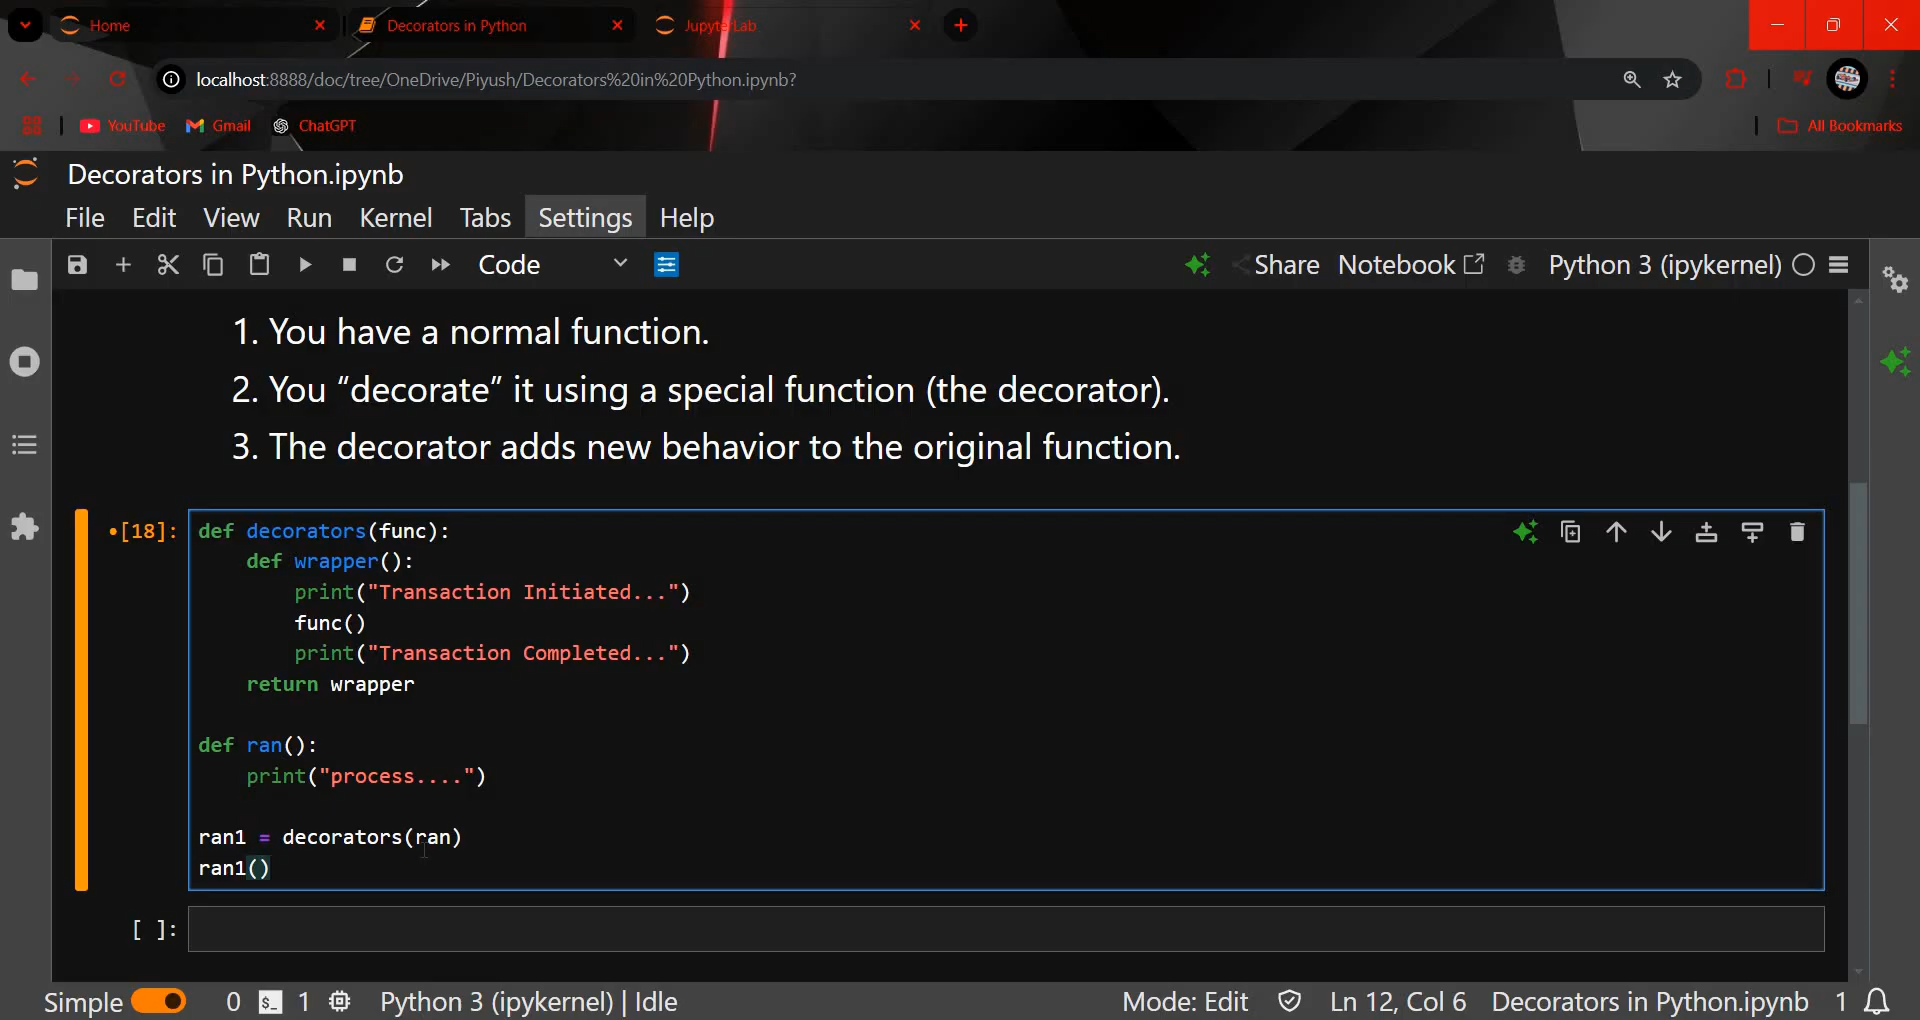 Home
Decorators in Python
JupyterLab
localhost:8888/doc/tree/OneDrive/Piyush/Decorators%20in%20Python.ipynb?
YouTube Gmail ChatGPT All Bookmarks
Decorators in Python.ipynb
File Edit View Run Kernel Tabs Settings Help
Code Share Notebook Python 3 (ipykernel)
1. You have a normal function.
2. You “decorate” it using a special function (the decorator).
3. The decorator adds new behavior to the original function.
•[18]: def decorators(func):
    def wrapper():
        print("Transaction Initiated...")
        func()
        print("Transaction Completed...")
    return wrapper
def ran():
    print("process....")
ran1 = decorators(ran)
ran1()
[ ]:
Simple 0 $_ 1 Python 3 (ipykernel) | Idle Mode: Edit Ln 12, Col 6 Decorators in Python.ipynb 1